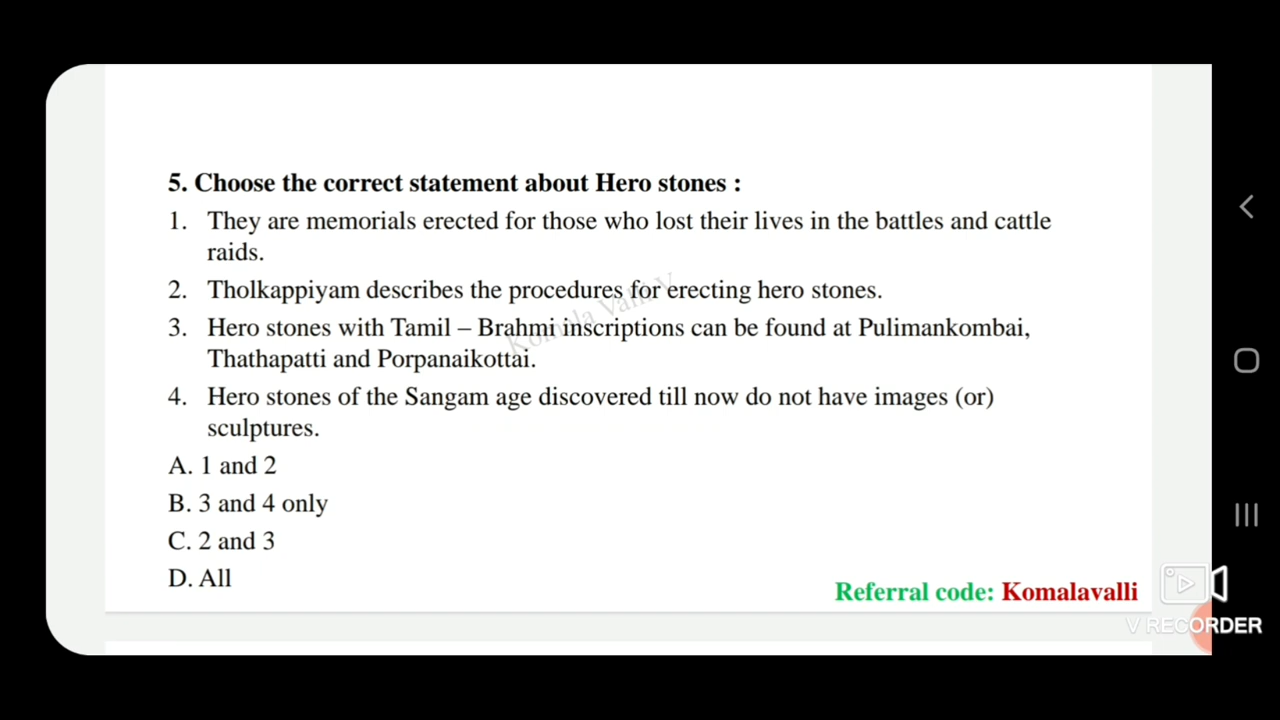 5. Choose the correct statement about Hero stones :
1. They are memorials erected for those who lost their lives in the battles and cattle
raids.
2. Tholkappiyam describes the procedures for erecting hero stones.
3. Hero stones with Tamil – Brahmi inscriptions can be found at Pulimankombai,
Thathapatti and Porpanaikottai.
4. Hero stones of the Sangam age discovered till now do not have images (or)
sculptures.
A. 1 and 2
B. 3 and 4 only
C. 2 and 3
D. All
Referral code: Komalavalli
V RECORDER
Komala Valli V